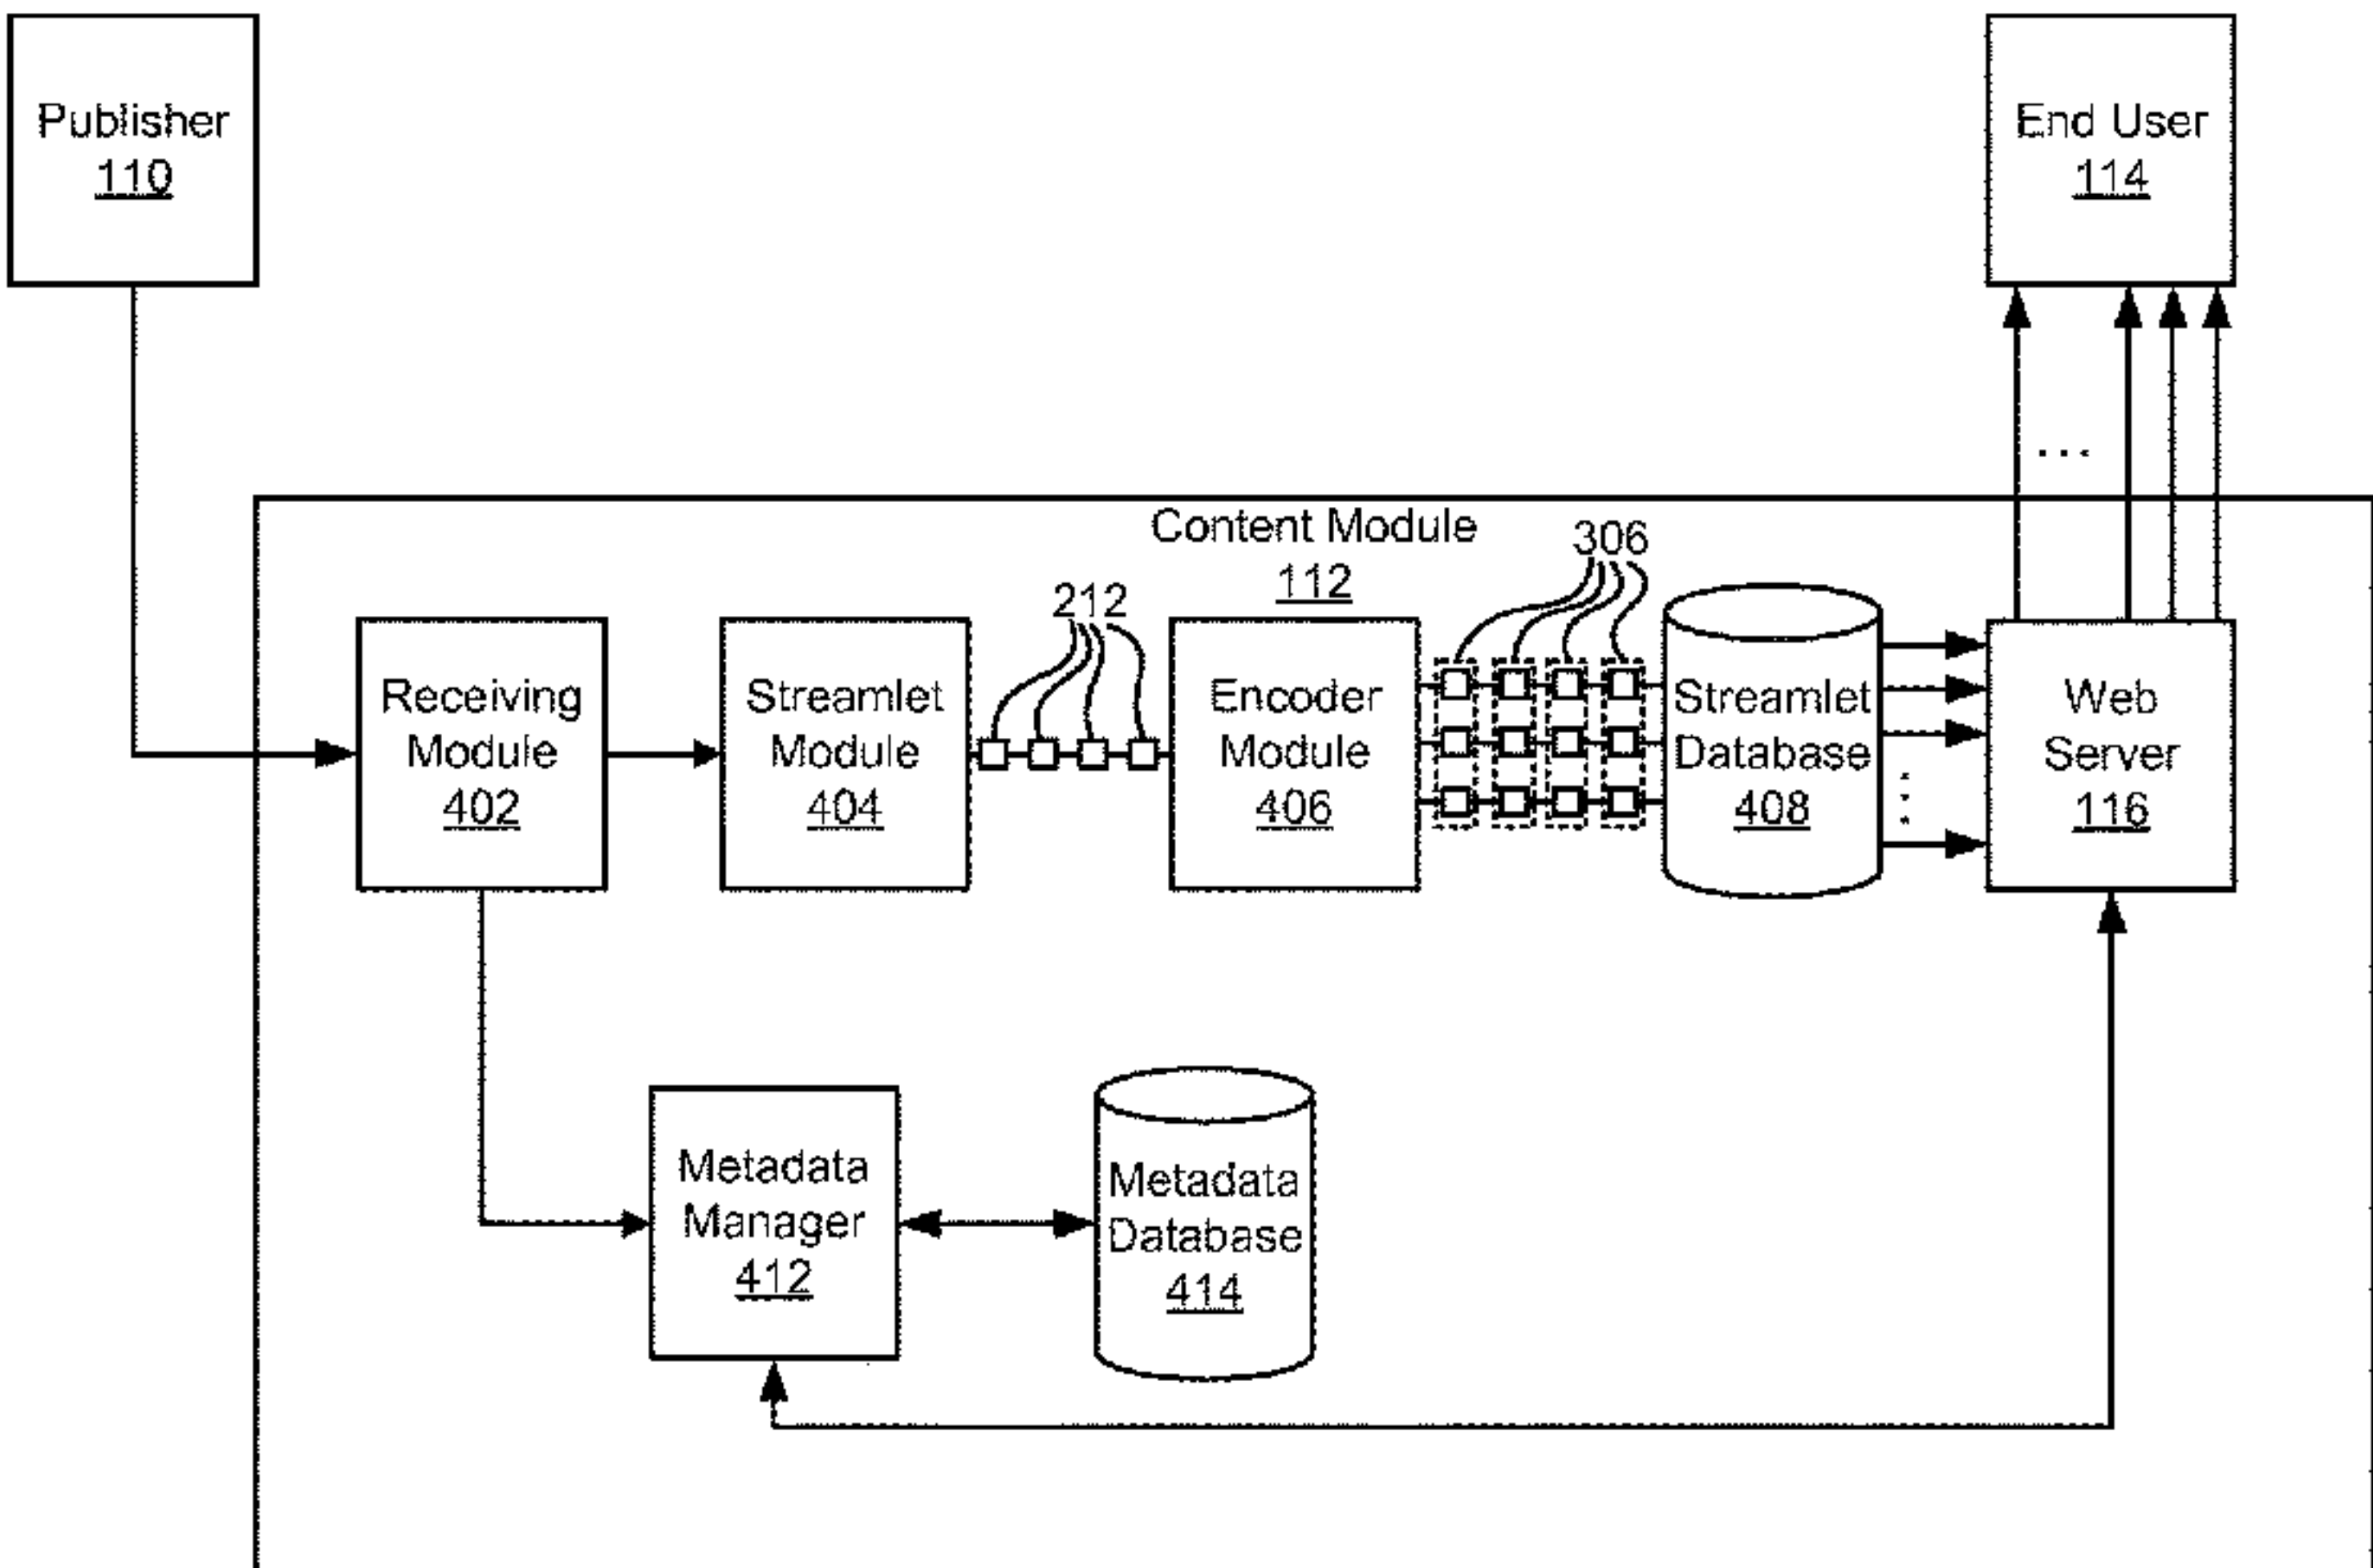 Publisher
110
End User
114
...
Content Module
112
306
212
Receiving
Module
402
Streamlet
Module
404
Encoder
Module
406
Streamlet
Database
408
Web
Server
116
Metadata
Manager
412
Metadata
Database
414